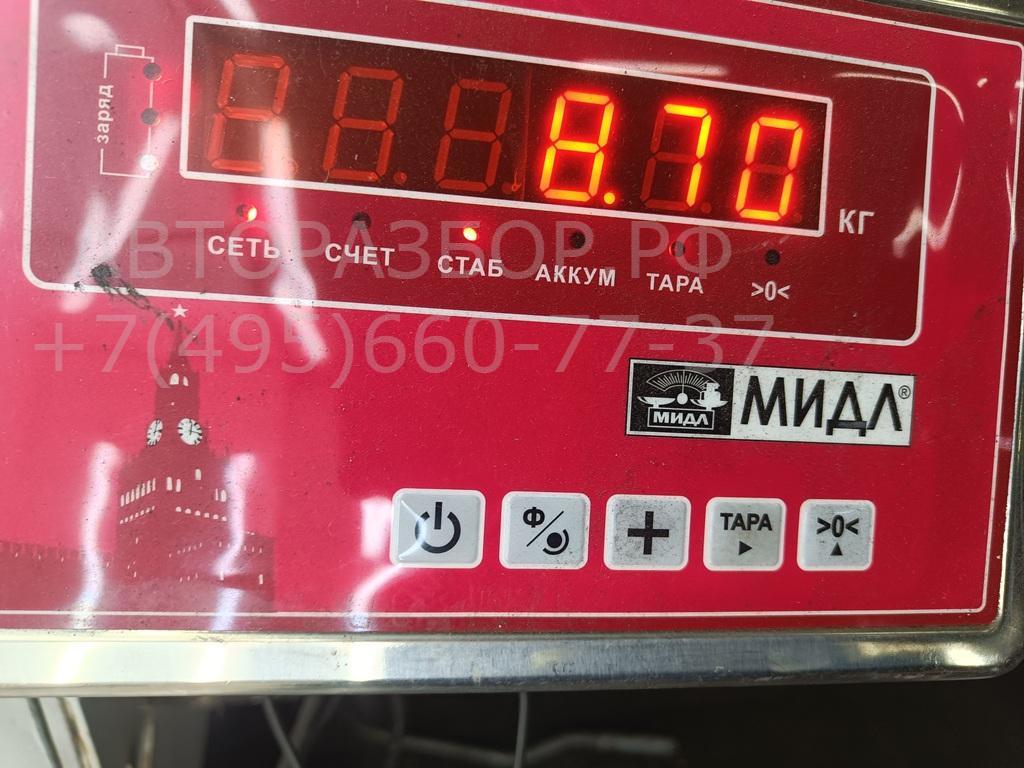 заряд
8.70
КГ
СЕТЬ СЧЕТ СТАБ АККУМ ТАРА >0<
АВТОРАЗБОР.РФ
+7(495)660-77-37
МИДЛ МИДЛ®
Ф ТАРА >0<